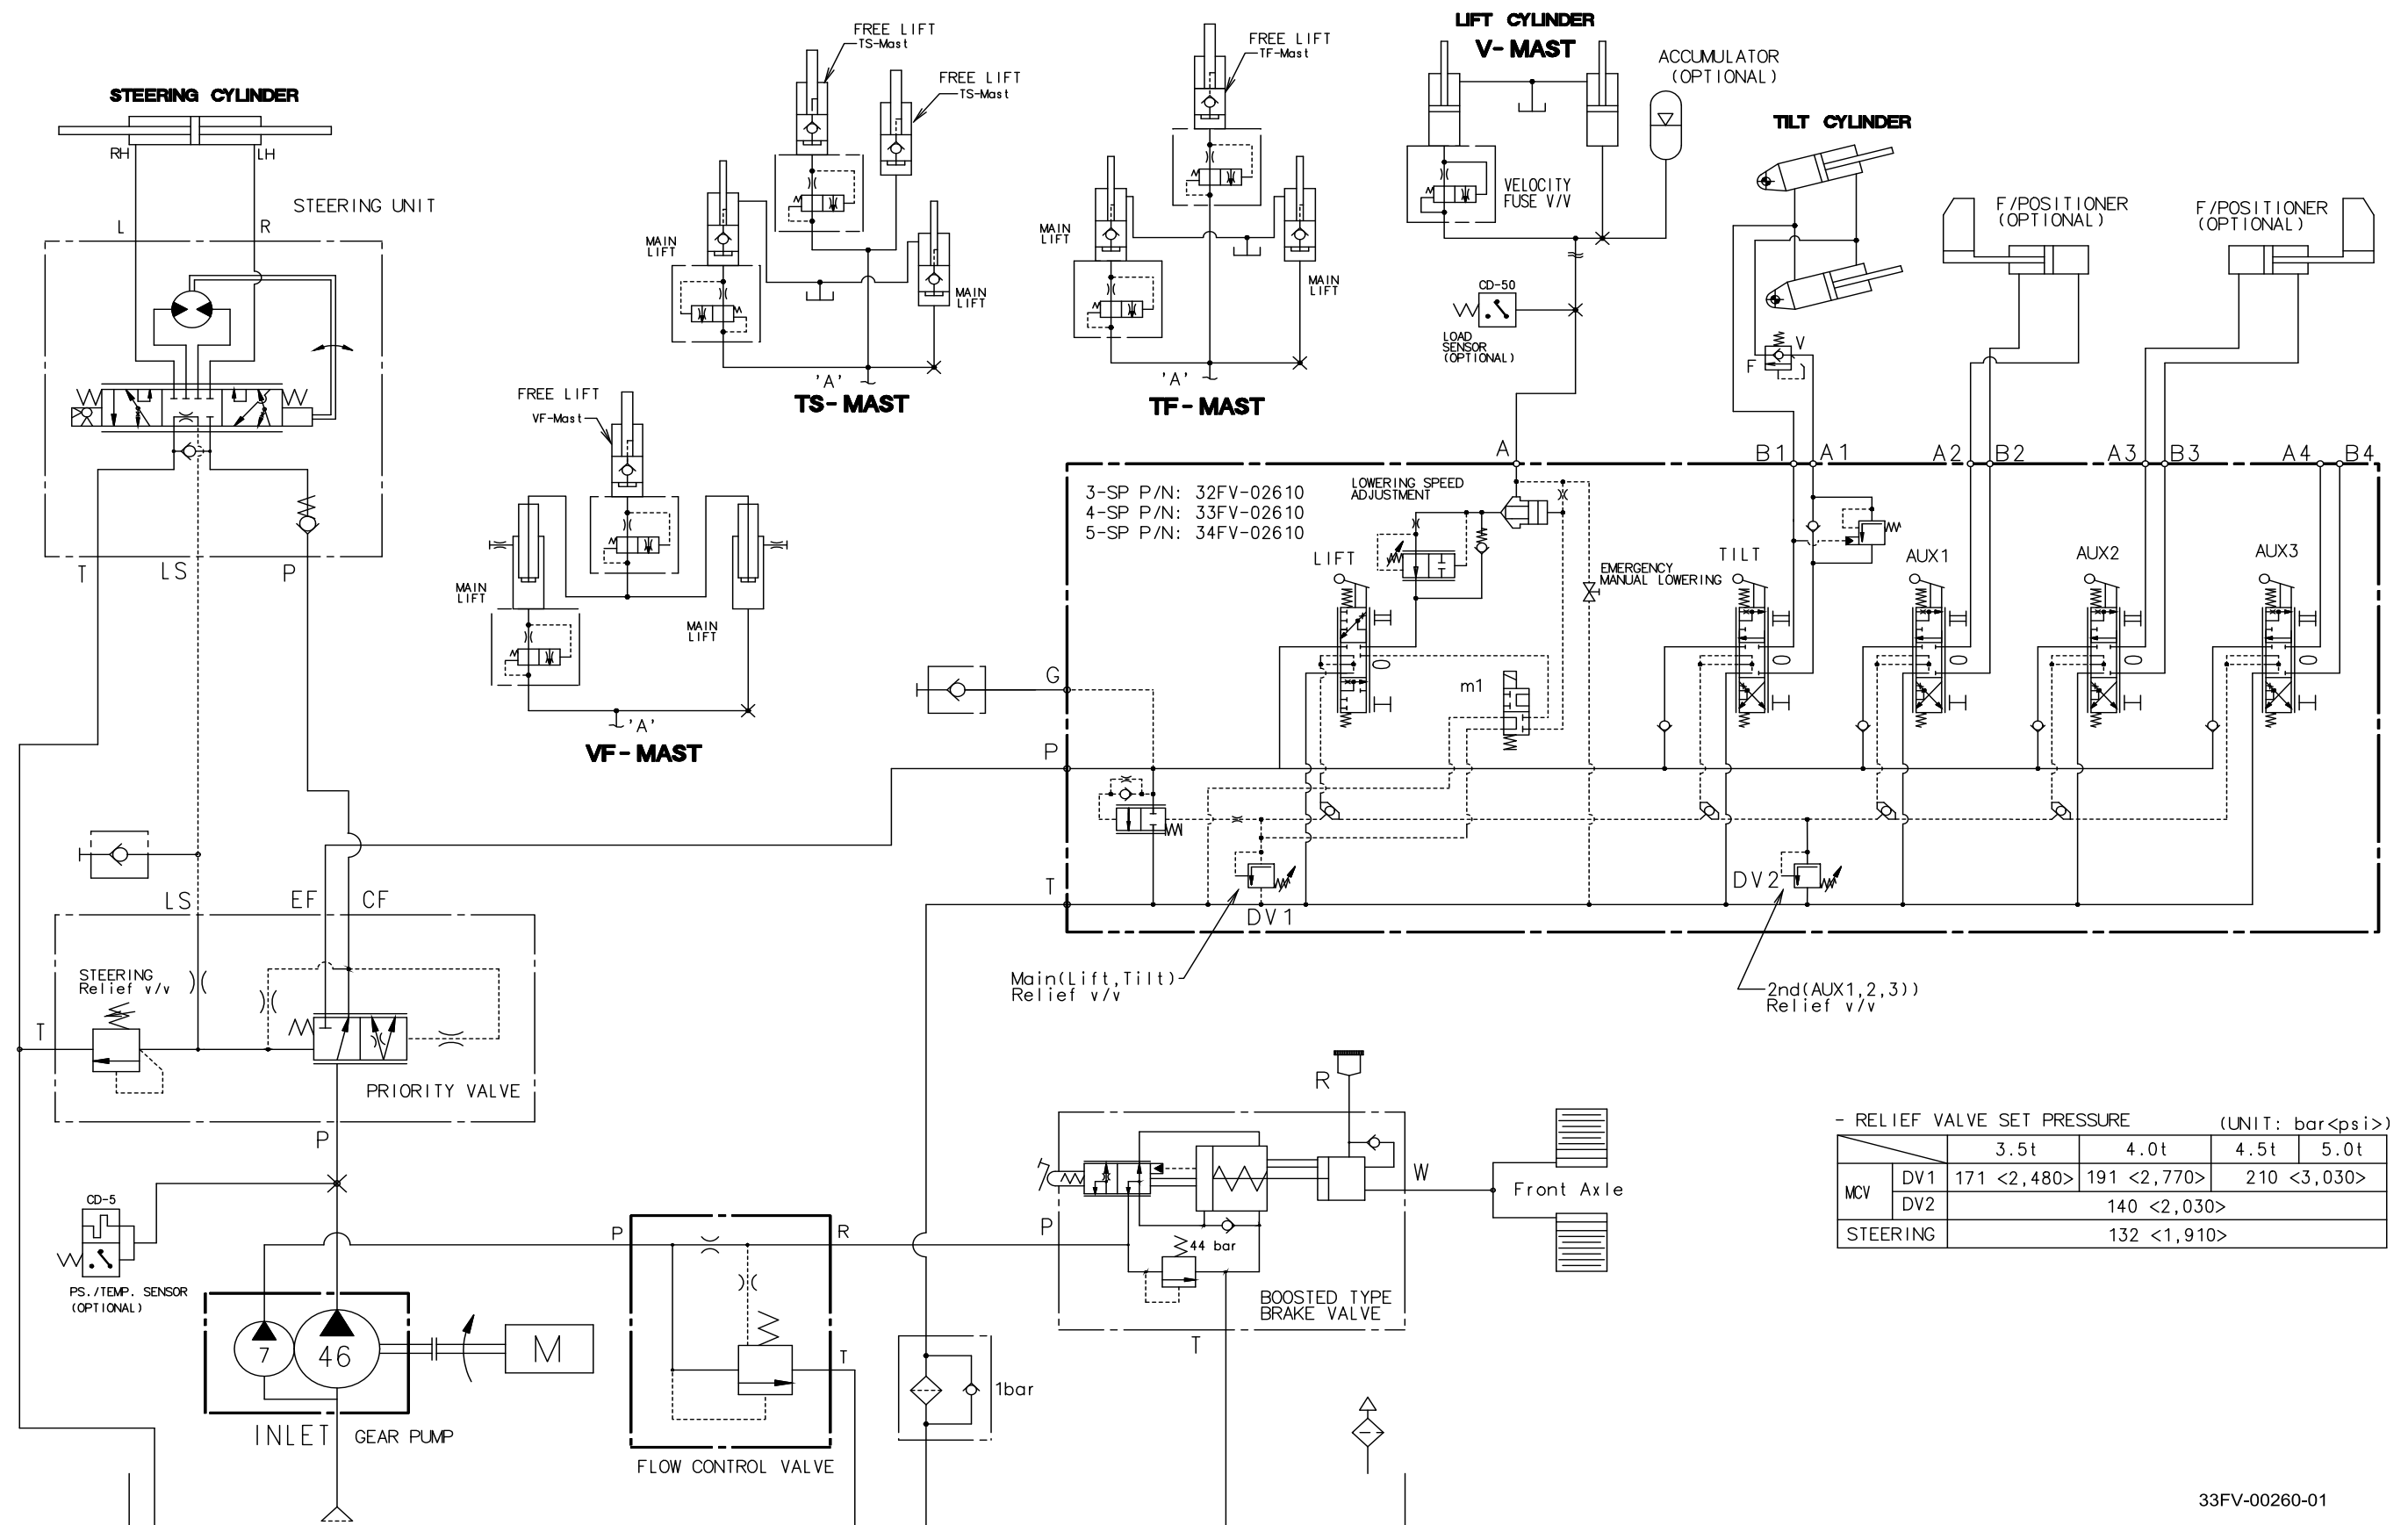 STEERING CYLINDER
RH
LH
STEERING UNIT
L
R
T
LS
P
FREE LIFT
TS-Mast
FREE LIFT
TS-Mast
MAIN
LIFT
MAIN
LIFT
'A'
TS-MAST
FREE LIFT
TF-Mast
MAIN
LIFT
MAIN
LIFT
'A'
TF-MAST
LIFT CYLINDER
V-MAST
ACCUMULATOR
(OPTIONAL)
VELOCITY
FUSE V/V
CD-50
LOAD
SENSOR
(OPTIONAL)
TILT CYLINDER
V
F
F/POSITIONER
(OPTIONAL)
F/POSITIONER
(OPTIONAL)
FREE LIFT
VF-Mast
MAIN
LIFT
MAIN
LIFT
'A'
VF-MAST
A
B1
A1
A2
B2
A3
B3
A4
B4
3-SP P/N: 32FV-02610
4-SP P/N: 33FV-02610
5-SP P/N: 34FV-02610
LOWERING SPEED
ADJUSTMENT
LIFT
EMERGENCY
MANUAL LOWERING
TILT
AUX1
AUX2
AUX3
m1
G
P
T
DV1
DV2
Main(Lift,Tilt)
Relief v/v
2nd(AUX1,2,3))
Relief v/v
LS
EF
CF
STEERING
Relief v/v
T
PRIORITY VALVE
P
CD-5
PS./TEMP. SENSOR
(OPTIONAL)
7
46
M
INLET
GEAR PUMP
P
R
T
FLOW CONTROL VALVE
1bar
R
W
P
44 bar
BOOSTED TYPE
BRAKE VALVE
T
Front Axle
- RELIEF VALVE SET PRESSURE (UNIT: bar<psi>)
3.5t 4.0t 4.5t 5.0t
MCV DV1 171 <2,480> 191 <2,770> 210 <3,030>
DV2 140 <2,030>
STEERING 132 <1,910>
33FV-00260-01